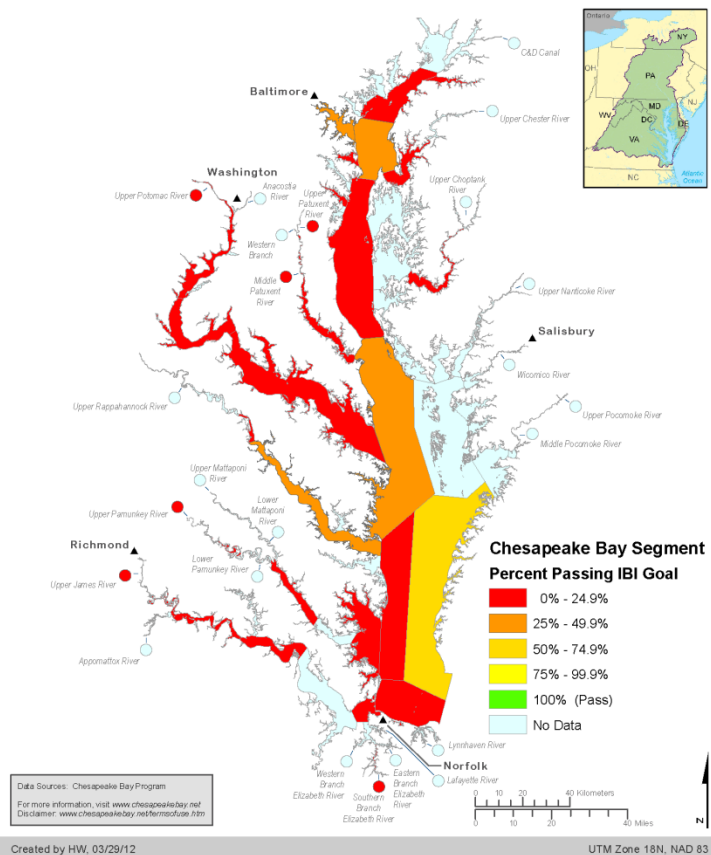 Ontario
NY
OH
PA
NJ
MD
WV
DC
DE
VA
NC
Atlantic
Ocean
C&D Canal
Baltimore
Upper Chester River
Washington
Upper Choptank
River
Upper Potomac River
Anacostia
River
Upper
Patuxent
River
Western
Branch
Middle
Patuxent
River
Upper Nanticoke River
Salisbury
Wicomico River
Upper Pocomoke River
Upper Rappahannock River
Middle Pocomoke River
Upper Mattaponi
River
Lower
Mattaponi
River
Upper Pamunkey River
Richmond
Lower
Pamunkey River
Upper James River
Appomattox River
Chesapeake Bay Segment
Percent Passing IBI Goal
0% - 24.9%
25% - 49.9%
50% - 74.9%
75% - 99.9%
100% (Pass)
No Data
Lynnhaven River
Norfolk
Lafayette River
Western
Branch
Elizabeth River
Southern
Branch
Elizabeth River
Eastern
Branch
Elizabeth
River
Data Sources: Chesapeake Bay Program
For more information, visit www.chesapeakebay.net
Disclaimer: www.chesapeakebay.net/termsofuse.htm
0 10 20 40 Kilometers
0 10 20 40 Miles
N
Created by HW, 03/29/12
UTM Zone 18N, NAD 83